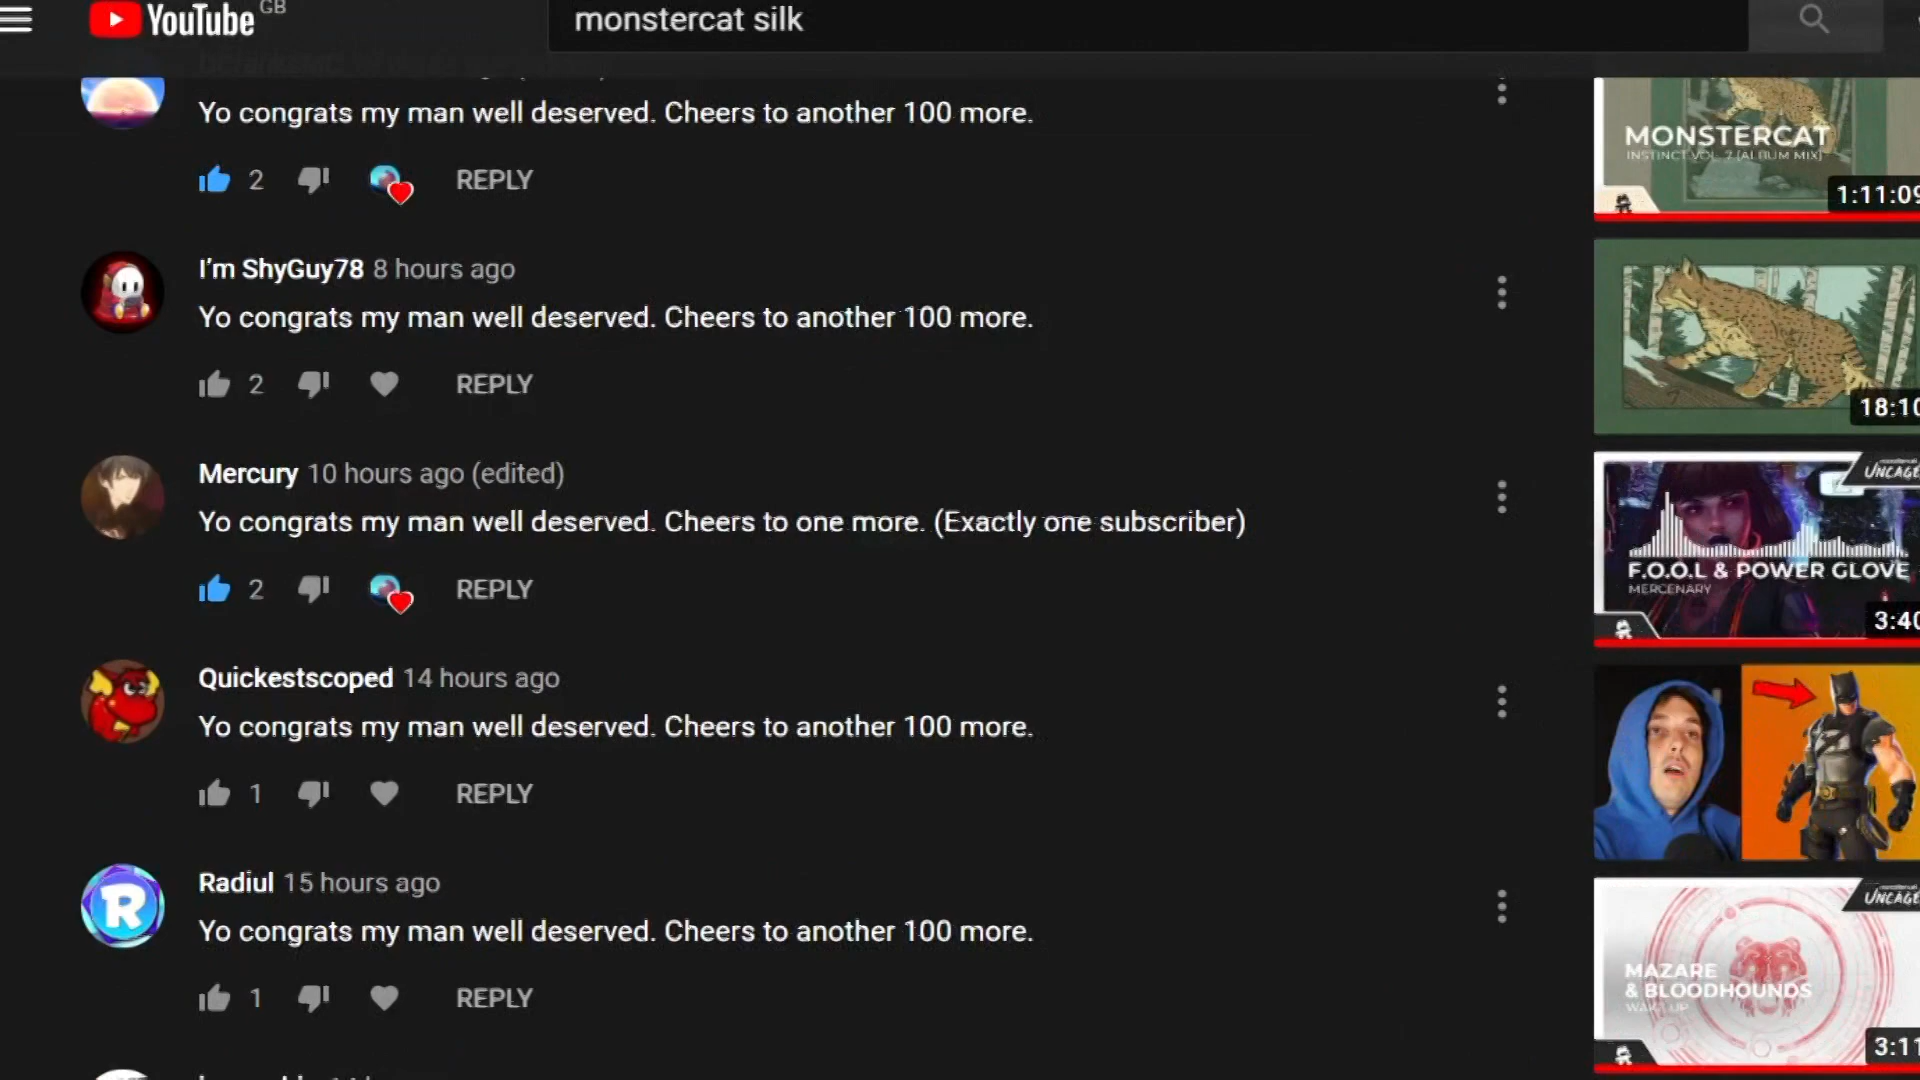 YouTube GB
monstercat silk
Yo congrats my man well deserved. Cheers to another 100 more.
2 REPLY
I'm ShyGuy78 8 hours ago
Yo congrats my man well deserved. Cheers to another 100 more.
2 REPLY
Mercury 10 hours ago (edited)
Yo congrats my man well deserved. Cheers to one more. (Exactly one subscriber)
2 REPLY
Quickestscoped 14 hours ago
Yo congrats my man well deserved. Cheers to another 100 more.
1 REPLY
Radiul 15 hours ago
Yo congrats my man well deserved. Cheers to another 100 more.
1 REPLY
MONSTERCAT
INSTINCT VOL. 7 (ALBUM MIX)
1:11:09
18:10
UNCAGE
F.O.O.L & POWER GLOVE
MERCENARY
3:40
UNCAGE
MAZARE
& BLOODHOUNDS
WAKE UP
3:11